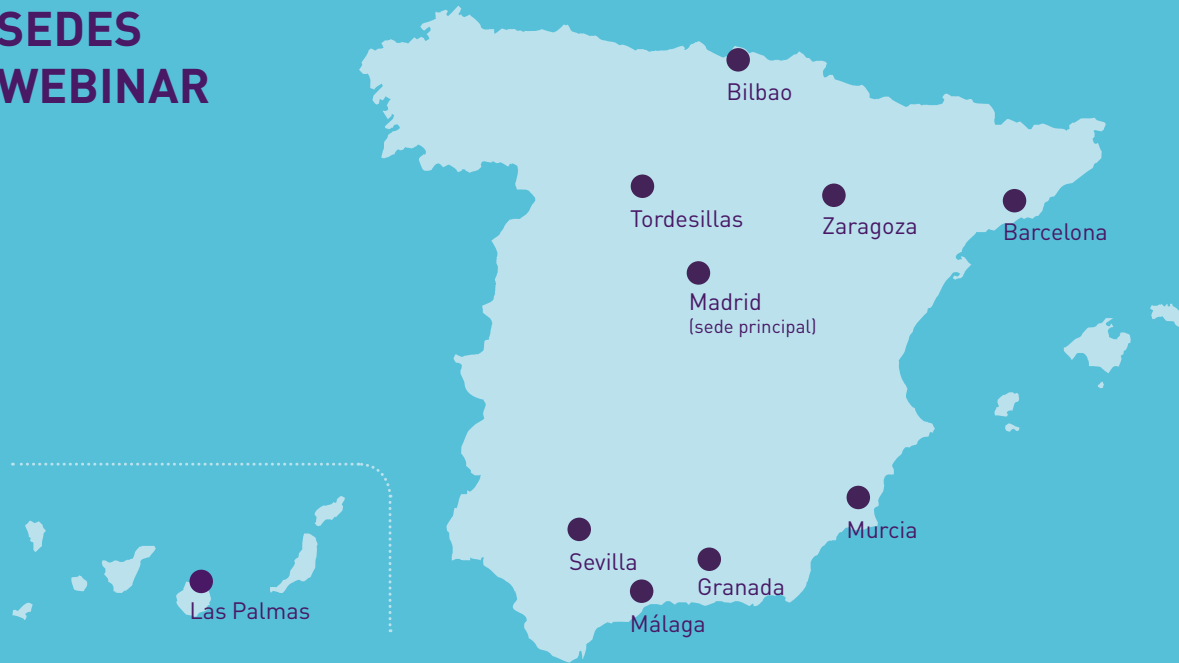 SEDES
WEBINAR
Bilbao
Tordesillas
Zaragoza
Barcelona
Madrid
(sede principal)
Murcia
Sevilla
Granada
Las Palmas
Málaga